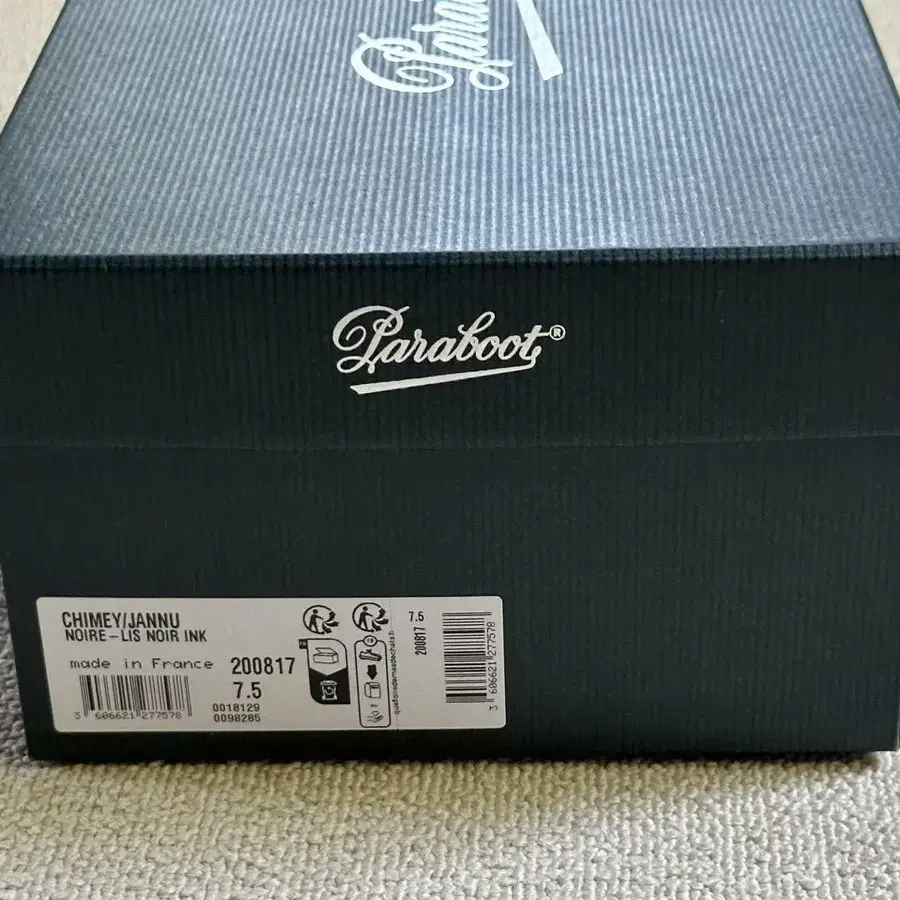 Paraboot®
CHIMEY/JANNU
NOIRE-LIS NOIR INK
made in France 200817
7.5
3 606621 277578
0018129
0098285
FR
7.5
200817
3 606621 277578